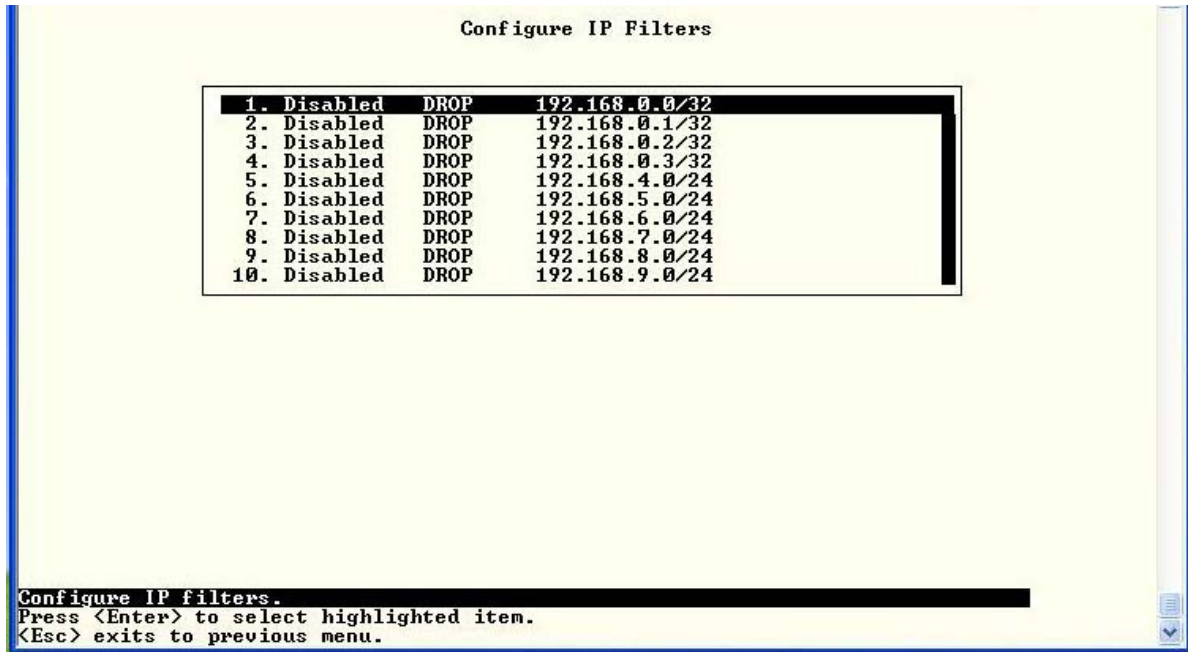 Configure IP Filters
1. Disabled DROP 192.168.0.0/32
2. Disabled DROP 192.168.0.1/32
3. Disabled DROP 192.168.0.2/32
4. Disabled DROP 192.168.0.3/32
5. Disabled DROP 192.168.4.0/24
6. Disabled DROP 192.168.5.0/24
7. Disabled DROP 192.168.6.0/24
8. Disabled DROP 192.168.7.0/24
9. Disabled DROP 192.168.8.0/24
10. Disabled DROP 192.168.9.0/24
Configure IP filters.
Press <Enter> to select highlighted item.
<Esc> exits to previous menu.